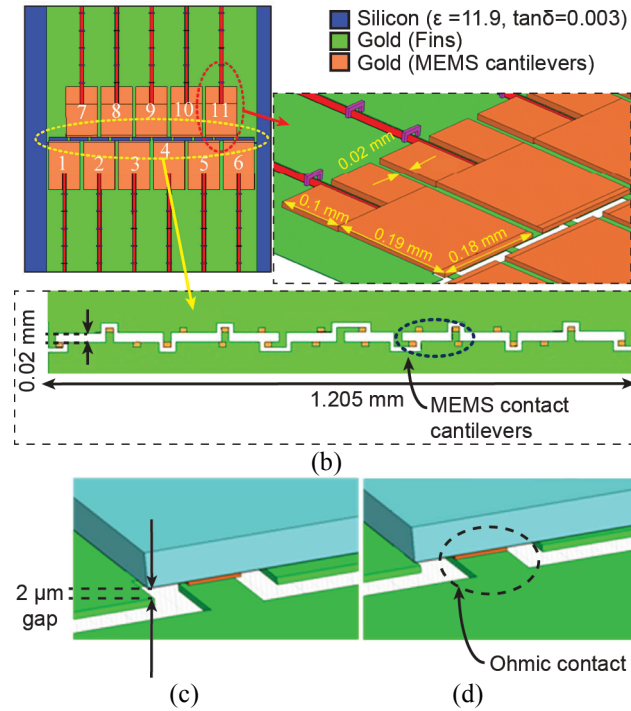 Silicon (ε =11.9, tanδ=0.003)
Gold (Fins)
Gold (MEMS cantilevers)
7 8 9 10 11
1 2 3 4 5 6
0.02 mm
0.1 mm
0.19 mm
0.18 mm
0.02 mm
1.205 mm
MEMS contact
cantilevers
(b)
2 µm
gap
Ohmic contact
(c)
(d)